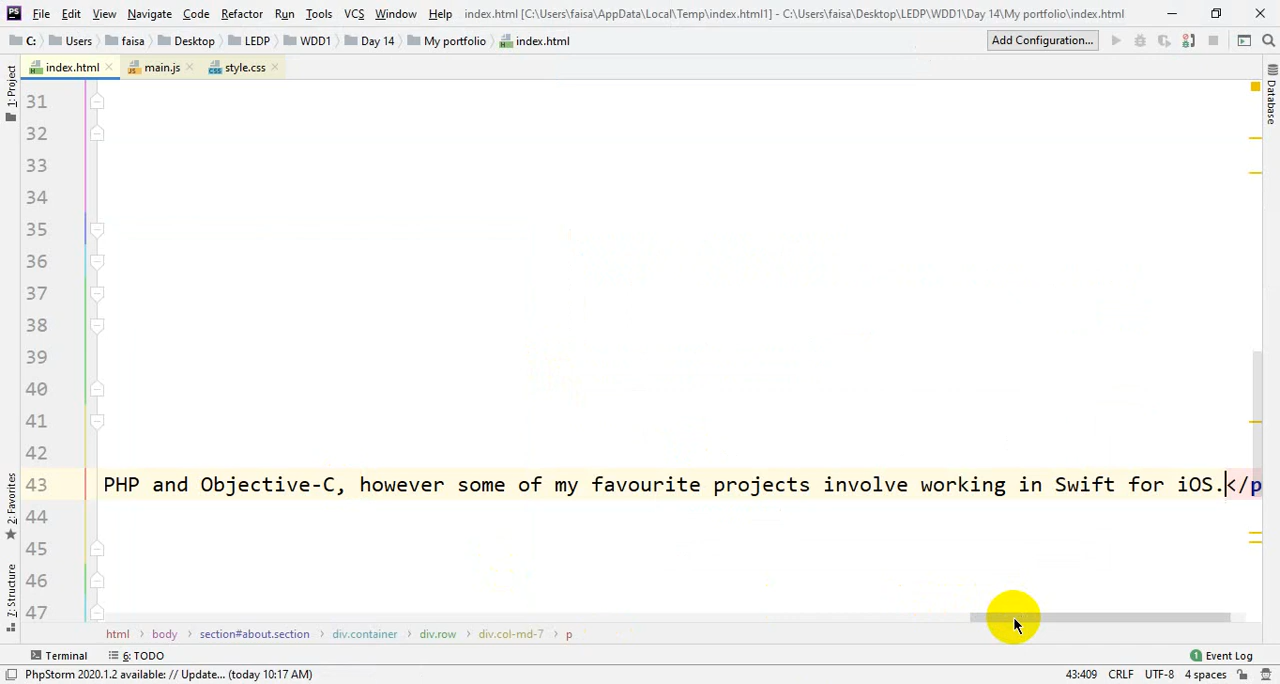 PS File Edit View Navigate Code Refactor Run Tools VCS Window Help index.html [C:\Users\faisa\AppData\Local\Temp\index.html1] - C:\Users\faisa\Desktop\LEDP\WDD1\Day 14\My portfolio\index.html
C: Users faisa Desktop LEDP WDD1 Day 14 My portfolio index.html Add Configuration...
index.html main.js style.css
1: Project
Database
31
32
33
34
35
36
37
38
39
40
41
42
43 PHP and Objective-C, however some of my favourite projects involve working in Swift for iOS.</p
44
45
46
47
2: Favorites
Z: Structure
html body section#about.section div.container div.row div.col-md-7 p
Terminal 6: TODO 1 Event Log
PhpStorm 2020.1.2 available: // Update... (today 10:17 AM) 43:409 CRLF UTF-8 4 spaces